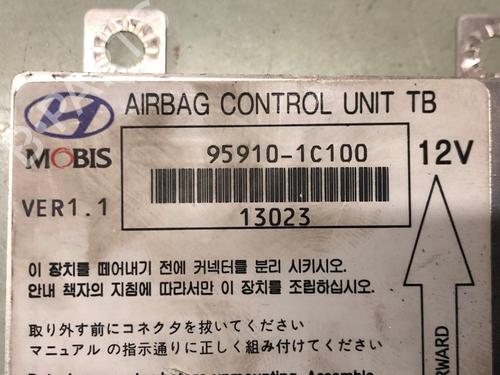 AIRBAG CONTROL UNIT TB
MOBIS
95910-1C100
12V
VER1.1
13023
이 장치를 떼어내기 전에 커넥터를 분리 시키시오.
안내 책자의 지침에 따라서만 이 장치를 조립하십시오.
取り外す前にコネクタを抜いてください
マニュアル の指示通りに正しく組み付けてください